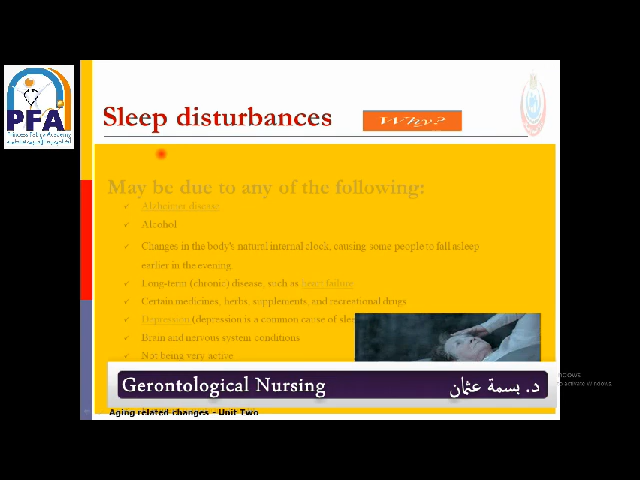 PFA
Sleep disturbances
Why?
May be due to any of the following:
✓ Alzheimer disease
✓ Alcohol
✓ Changes in the body's natural internal clock, causing some people to fall asleep
earlier in the evening
✓ Long-term (chronic) disease, such as heart failure
✓ Certain medicines, herbs, supplements, and recreational drugs
✓ Depression (depression is a common cause of
✓ Brain and nervous system conditions
✓ Not being very active
Gerontological Nursing
د. بسمة عثمان
Aging related changes - Unit Two